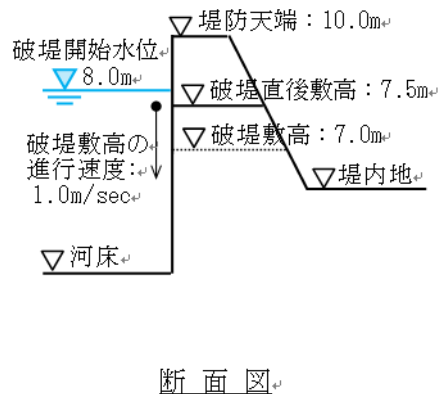 堤防天端：10.0m
破堤開始水位
8.0m
破堤直後敷高：7.5m
破堤敷高の
進行速度:
1.0m/sec
破堤敷高：7.0m
堤内地
河床
断 面 図